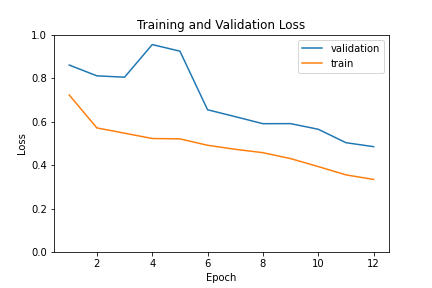 Training and Validation Loss
1.0
0.8
0.6
0.4
0.2
0.0
Loss
validation
train
2 4 6 8 10 12
Epoch